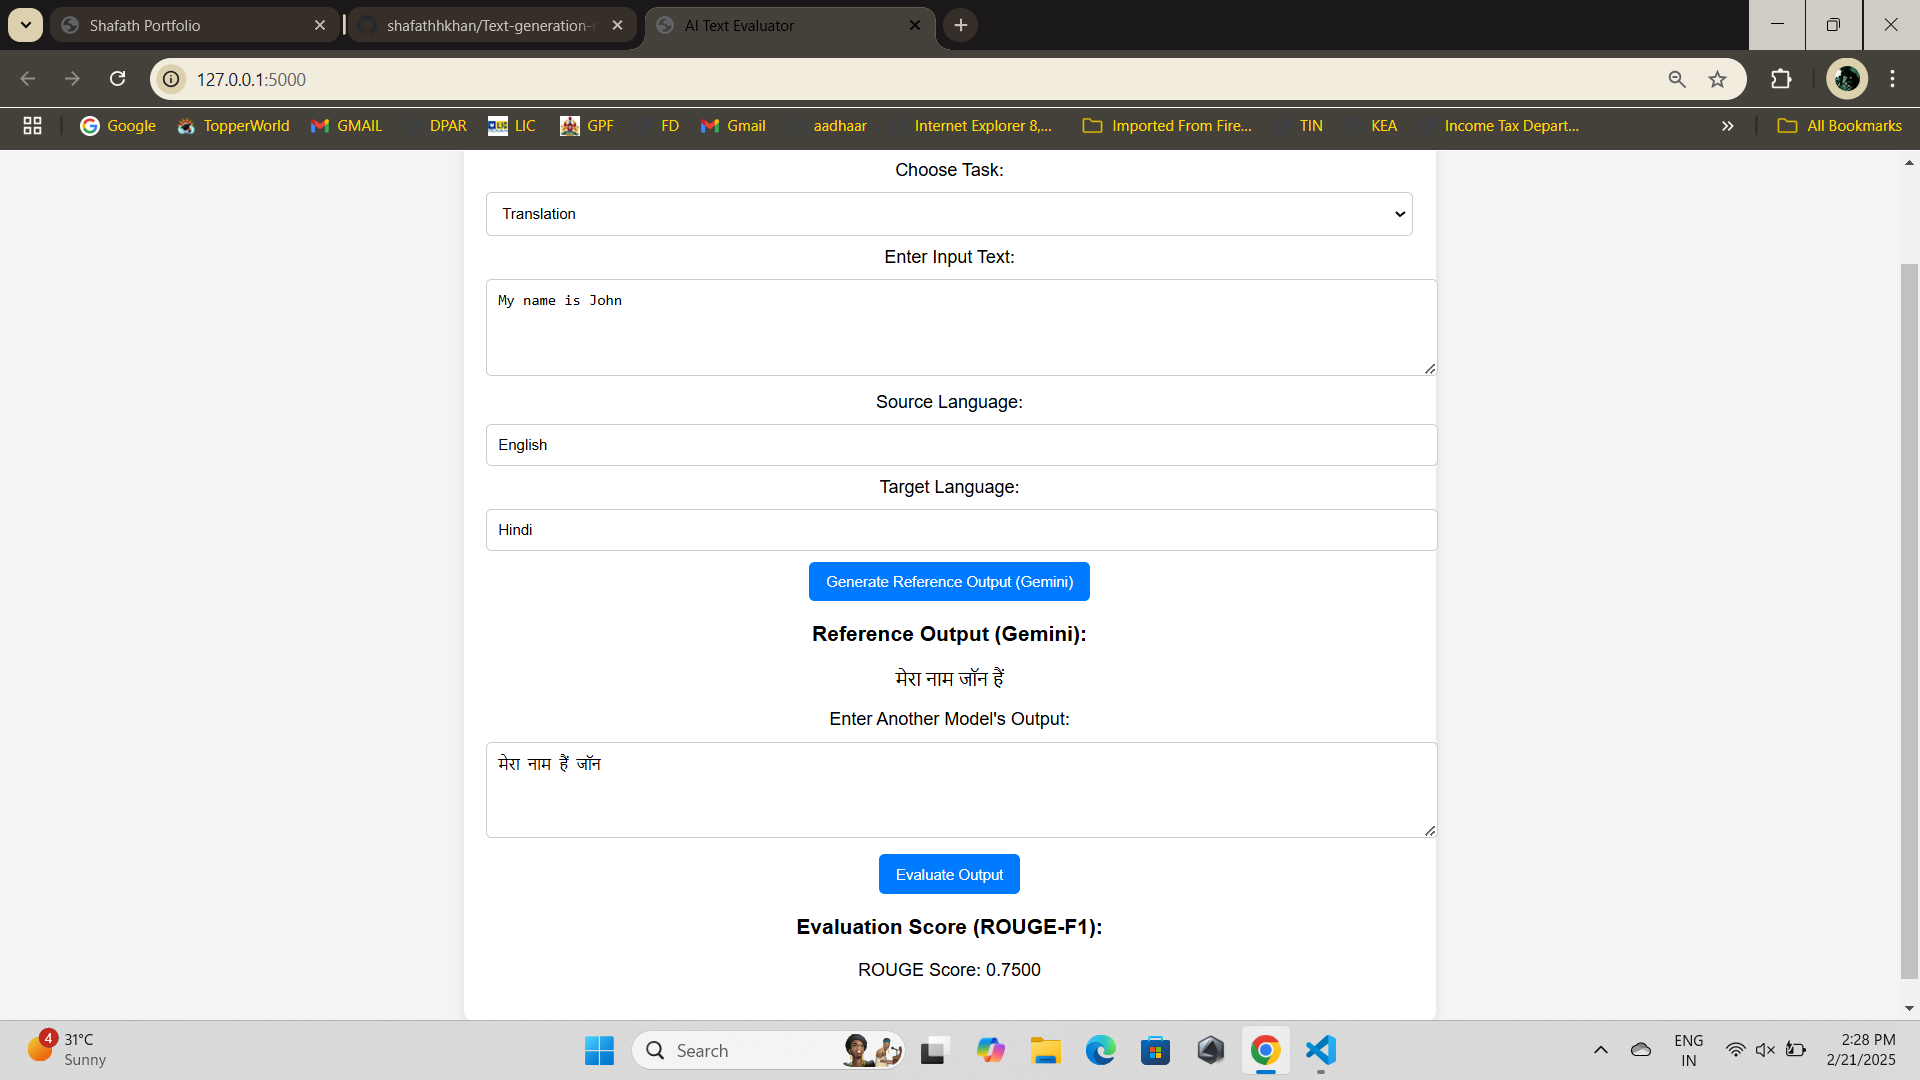 Shafath Portfolio
shafathhkhan/Text-generation-
AI Text Evaluator
127.0.0.1:5000
Google
TopperWorld
GMAIL
DPAR
LIC
GPF
FD
Gmail
aadhaar
Internet Explorer 8,...
Imported From Fire...
TIN
KEA
Income Tax Depart...
All Bookmarks
Choose Task:
Translation
Enter Input Text:
My name is John
Source Language:
English
Target Language:
Hindi
Generate Reference Output (Gemini)
Reference Output (Gemini):
मेरा नाम जॉन हैं
Enter Another Model's Output:
मेरा नाम हैं जॉन
Evaluate Output
Evaluation Score (ROUGE-F1):
ROUGE Score: 0.7500
4
31°C
Sunny
Search
ENG
IN
2:28 PM
2/21/2025